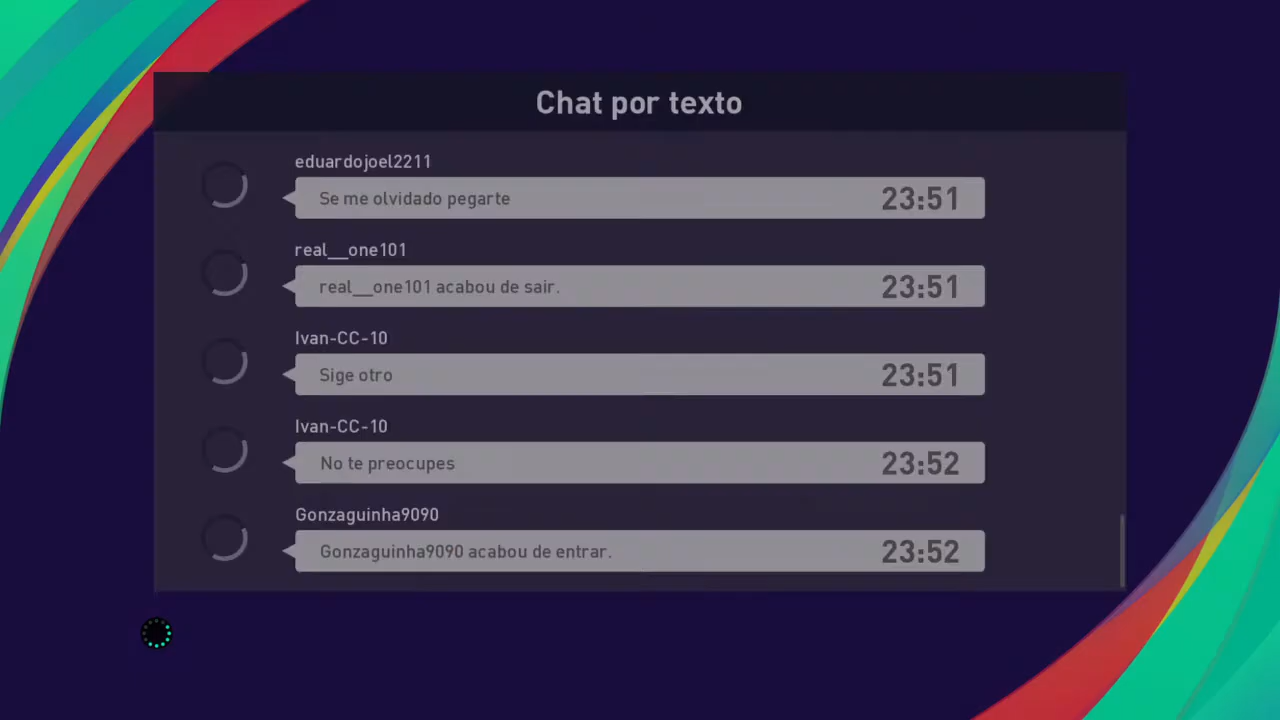 Chat por texto
eduardojoel2211
Se me olvidado pegarte 23:51
real__one101
real__one101 acabou de sair. 23:51
Ivan-CC-10
Sige otro 23:51
Ivan-CC-10
No te preocupes 23:52
Gonzaguinha9090
Gonzaguinha9090 acabou de entrar. 23:52